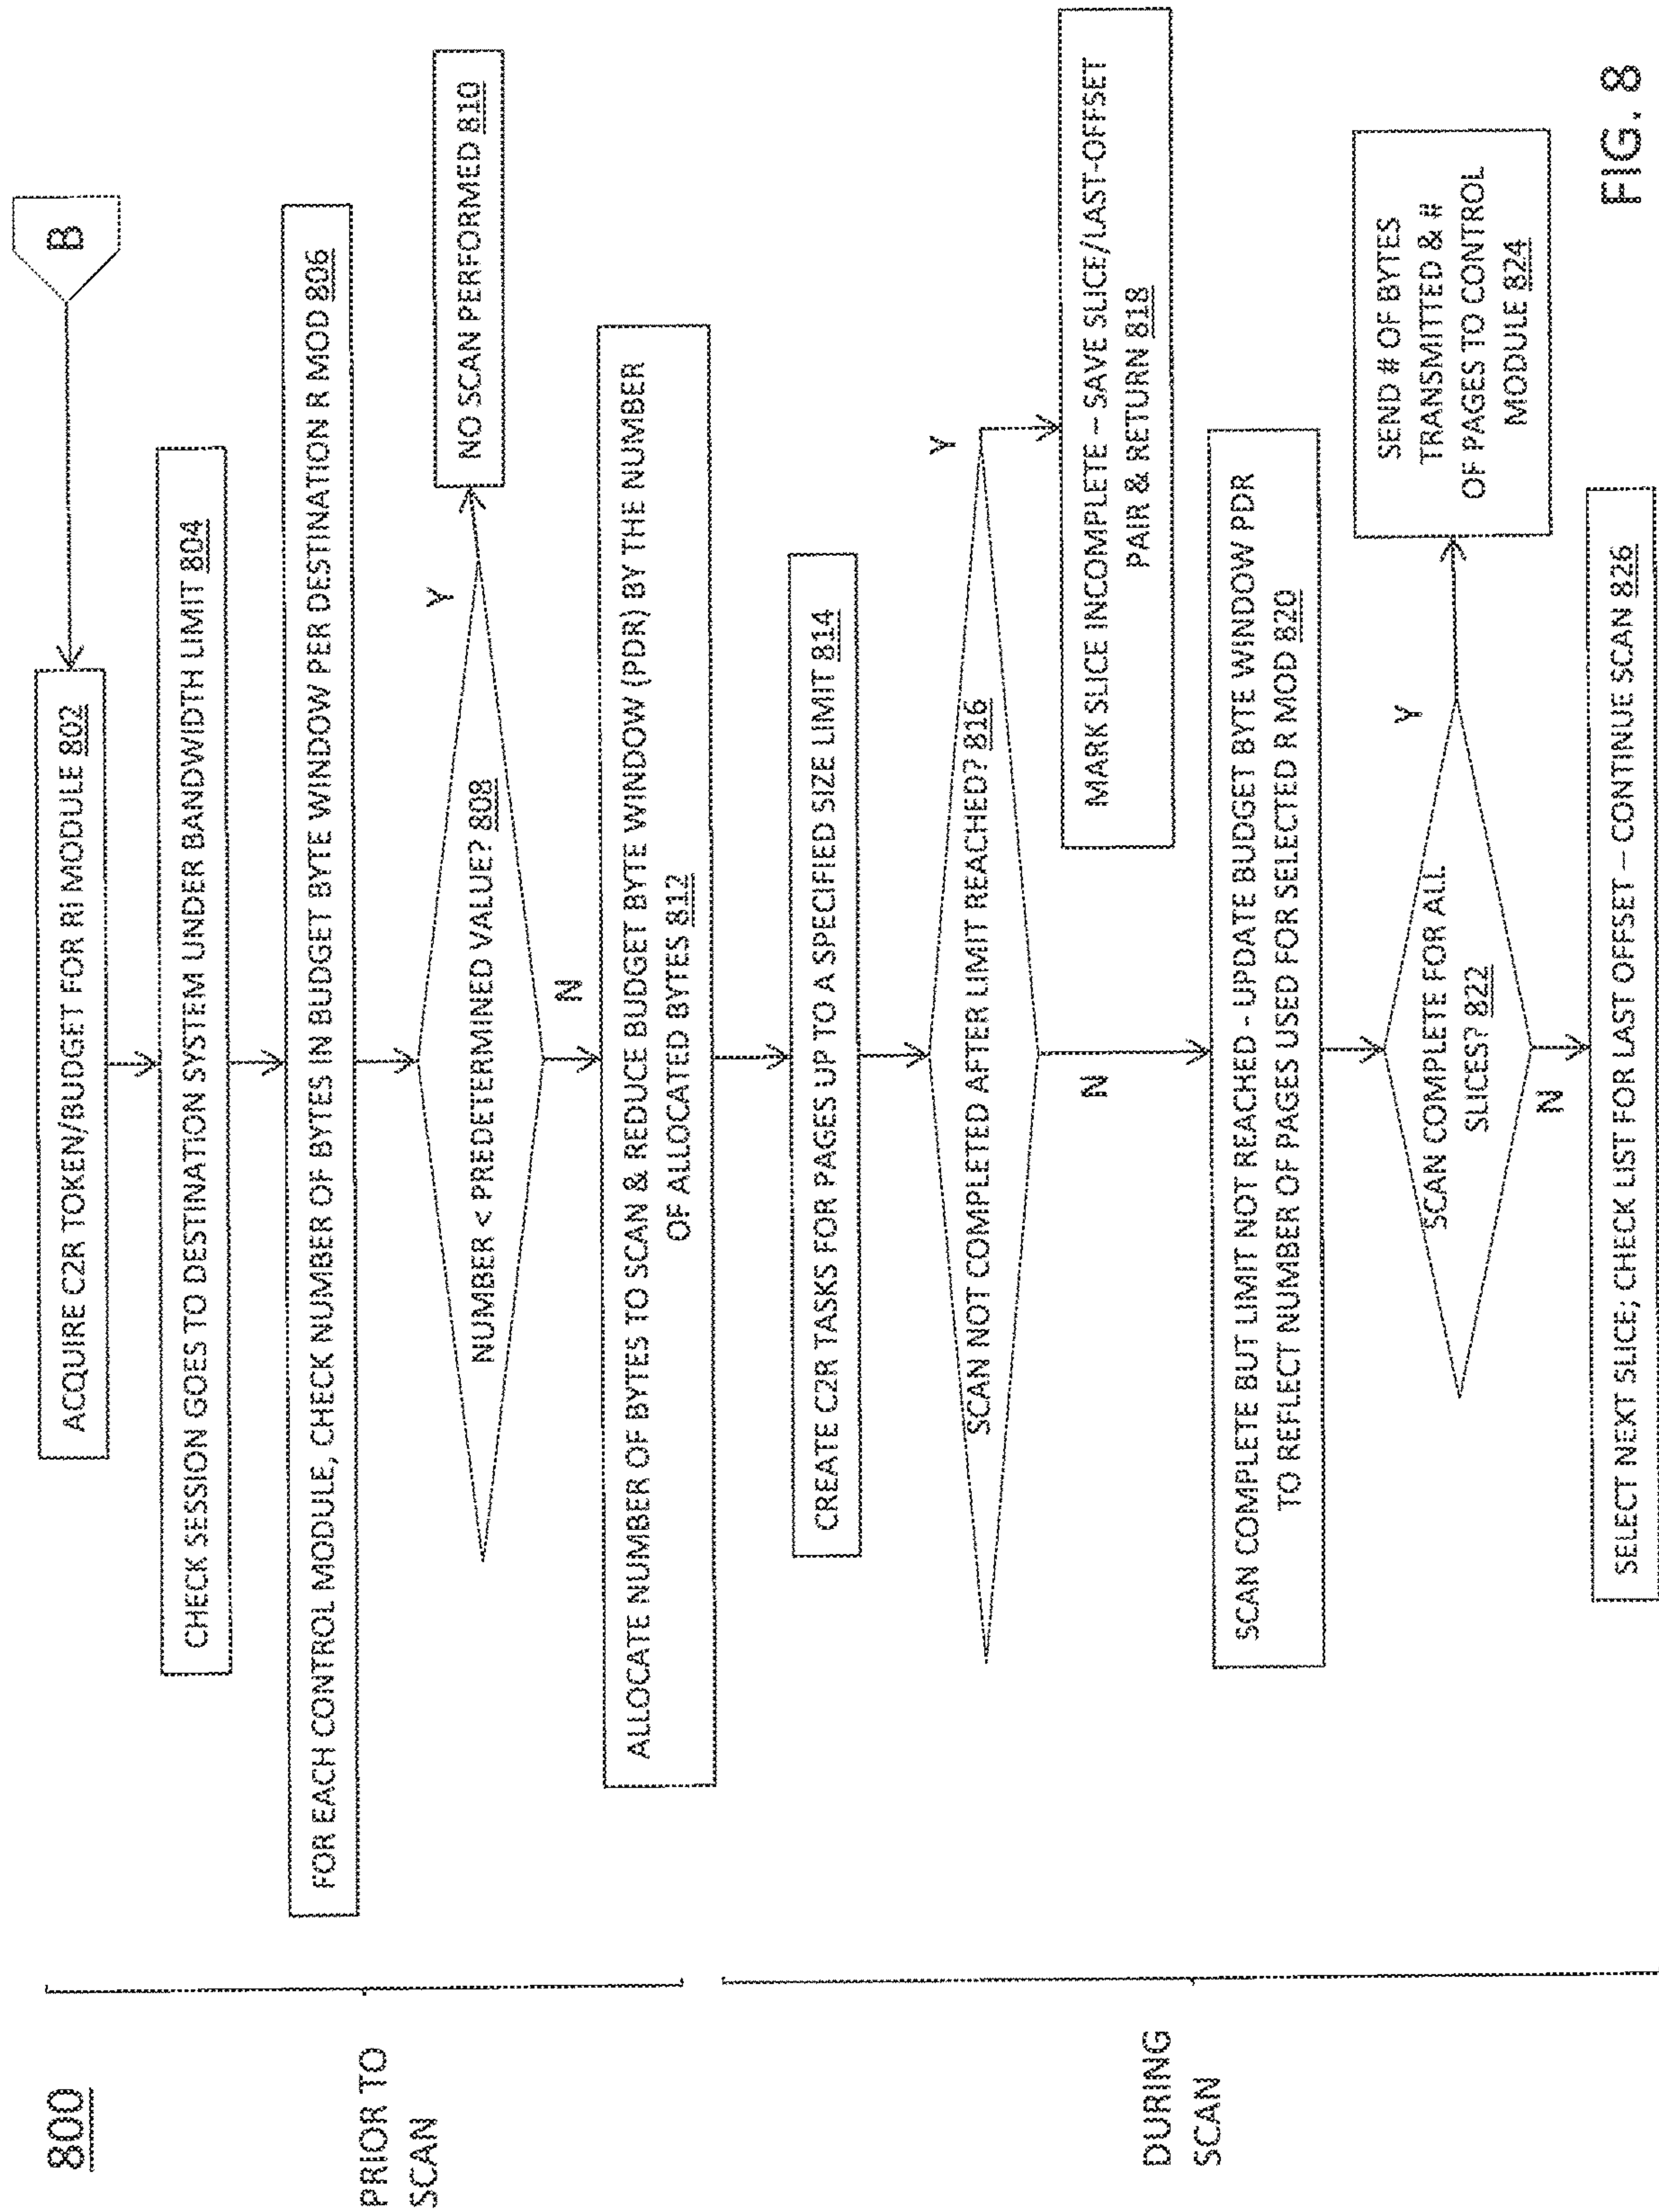 800
B
PRIOR TO
SCAN
ACQUIRE C2R TOKEN/BUDGET FOR RI MODULE 802
CHECK SESSION GOES TO DESTINATION SYSTEM UNDER BANDWIDTH LIMIT 804
FOR EACH CONTROL MODULE, CHECK NUMBER OF BYTES IN BUDGET BYTE WINDOW PER DESTINATION R MOD 806
NUMBER < PREDETERMINED VALUE? 808
Y
NO SCAN PERFORMED 810
N
ALLOCATE NUMBER OF BYTES TO SCAN & REDUCE BUDGET BYTE WINDOW (PDR) BY THE NUMBER
OF ALLOCATED BYTES 812
DURING
SCAN
CREATE C2R TASKS FOR PAGES UP TO A SPECIFIED SIZE LIMIT 814
SCAN NOT COMPLETED AFTER LIMIT REACHED? 816
Y
MARK SLICE INCOMPLETE – SAVE SLICE/LAST-OFFSET
PAIR & RETURN 818
N
SCAN COMPLETE BUT LIMIT NOT REACHED - UPDATE BUDGET BYTE WINDOW PDR
TO REFLECT NUMBER OF PAGES USED FOR SELECTED R MOD 820
SCAN COMPLETE FOR ALL
SLICES? 822
Y
SEND # OF BYTES
TRANSMITTED & #
OF PAGES TO CONTROL
MODULE 824
N
SELECT NEXT SLICE; CHECK LIST FOR LAST OFFSET – CONTINUE SCAN 826
FIG. 8